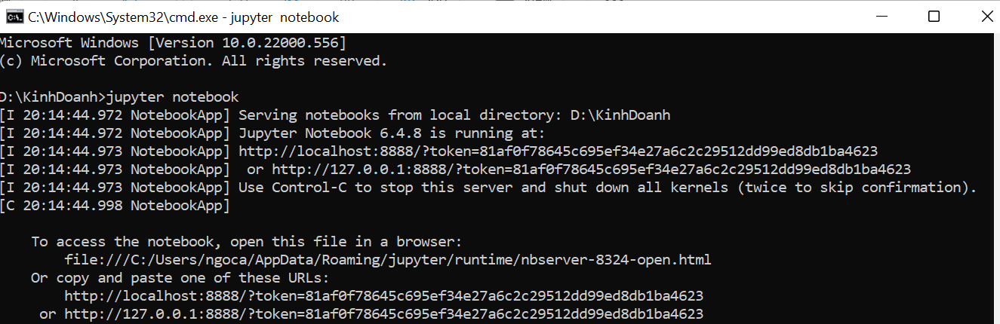 C:\Windows\System32\cmd.exe - jupyter  notebook
Microsoft Windows [Version 10.0.22000.556]
(c) Microsoft Corporation. All rights reserved.
D:\KinhDoanh>jupyter notebook
[I 20:14:44.972 NotebookApp] Serving notebooks from local directory: D:\KinhDoanh
[I 20:14:44.972 NotebookApp] Jupyter Notebook 6.4.8 is running at:
[I 20:14:44.973 NotebookApp] http://localhost:8888/?token=81af0f78645c695ef34e27a6c2c29512dd99ed8db1ba4623
[I 20:14:44.973 NotebookApp]  or http://127.0.0.1:8888/?token=81af0f78645c695ef34e27a6c2c29512dd99ed8db1ba4623
[I 20:14:44.973 NotebookApp] Use Control-C to stop this server and shut down all kernels (twice to skip confirmation).
[C 20:14:44.998 NotebookApp]
To access the notebook, open this file in a browser:
file:///C:/Users/ngoca/AppData/Roaming/jupyter/runtime/nbserver-8324-open.html
Or copy and paste one of these URLs:
http://localhost:8888/?token=81af0f78645c695ef34e27a6c2c29512dd99ed8db1ba4623
or http://127.0.0.1:8888/?token=81af0f78645c695ef34e27a6c2c29512dd99ed8db1ba4623